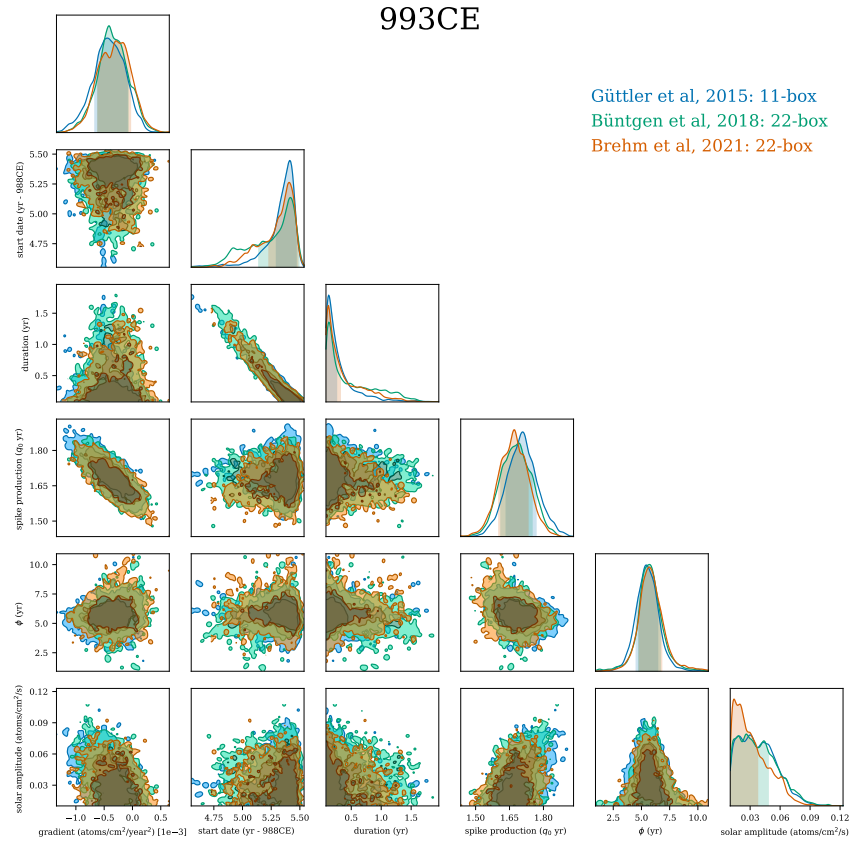 993CE
Güttler et al, 2015: 11-box
Büntgen et al, 2018: 22-box
Brehm et al, 2021: 22-box
start date (yr - 988CE)
5.50
5.25
5.00
4.75
duration (yr)
1.5
1.0
0.5
spike production (q₀ yr)
1.80
1.65
1.50
ϕ (yr)
10.0
7.5
5.0
2.5
solar amplitude (atoms/cm²/s)
0.12
0.09
0.06
0.03
−1.0 −0.5 0.0
4.75 5.00 5.25 5.50
0.5 1.0 1.5
1.50 1.65 1.80
2.5 5.0 7.5 10.0
0.03 0.06 0.09 0.12
gradient (atoms/cm²/year²) [1e−3]
start date (yr - 988CE)
duration (yr)
spike production (q₀ yr)
ϕ (yr)
solar amplitude (atoms/cm²/s)